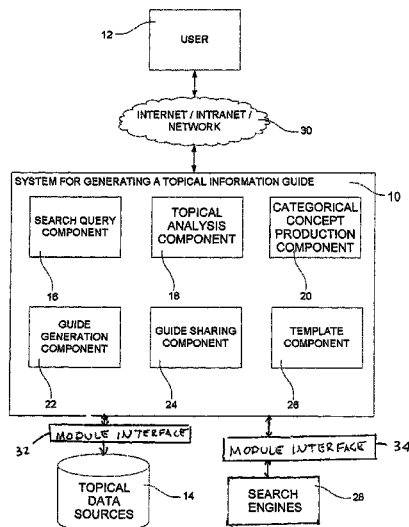 12
USER
INTERNET / INTRANET /
NETWORK
30
SYSTEM FOR GENERATING A TOPICAL INFORMATION GUIDE
10
SEARCH QUERY
COMPONENT
16
TOPICAL
ANALYSIS
COMPONENT
18
CATEGORICAL
CONCEPT
PRODUCTION
COMPONENT
20
GUIDE
GENERATION
COMPONENT
22
GUIDE SHARING
COMPONENT
24
TEMPLATE
COMPONENT
26
32
MODULE INTERFACE
MODULE INTERFACE
34
TOPICAL
DATA
SOURCES
14
SEARCH
ENGINES
28